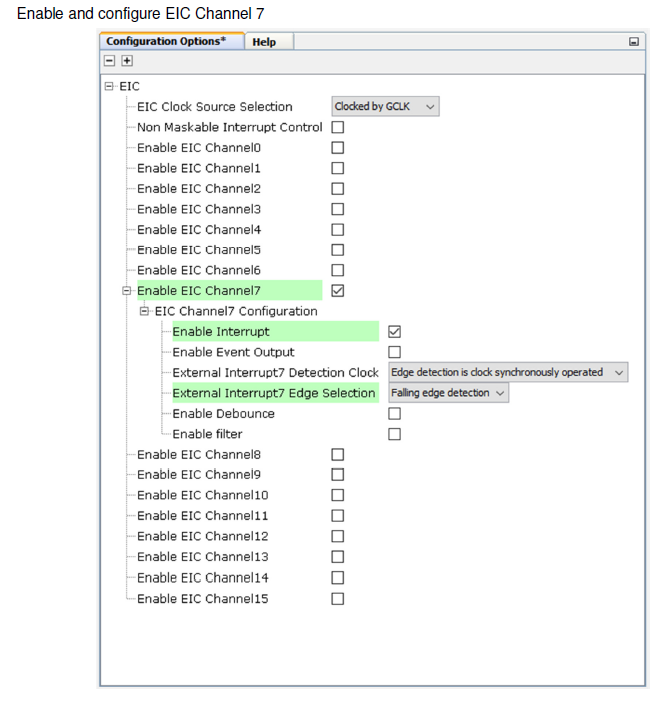 Enable and configure EIC Channel 7
Configuration Options* Help
EIC
EIC Clock Source Selection Clocked by GCLK
Non Maskable Interrupt Control
Enable EIC Channel0
Enable EIC Channel1
Enable EIC Channel2
Enable EIC Channel3
Enable EIC Channel4
Enable EIC Channel5
Enable EIC Channel6
Enable EIC Channel7
EIC Channel7 Configuration
Enable Interrupt
Enable Event Output
External Interrupt7 Detection Clock Edge detection is clock synchronously operated
External Interrupt7 Edge Selection Falling edge detection
Enable Debounce
Enable filter
Enable EIC Channel8
Enable EIC Channel9
Enable EIC Channel10
Enable EIC Channel11
Enable EIC Channel12
Enable EIC Channel13
Enable EIC Channel14
Enable EIC Channel15